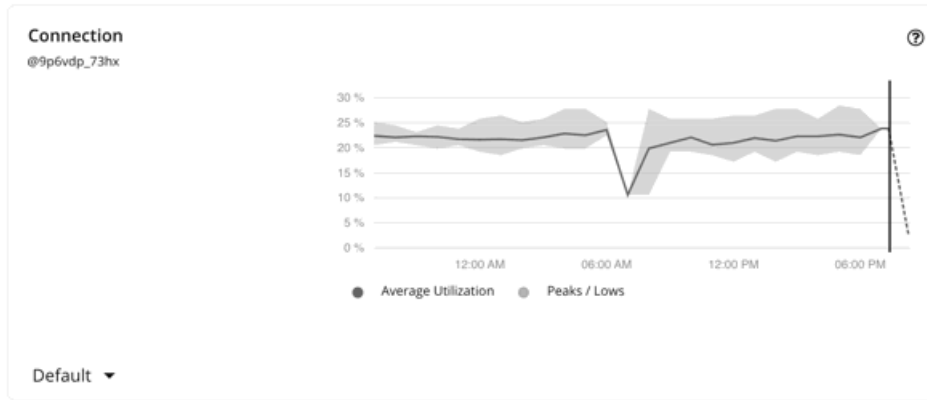 Connection
@9p6vdp_73hx
30 %
25 %
20 %
15 %
10 %
5 %
0 %
12:00 AM 06:00 AM 12:00 PM 06:00 PM
Average Utilization Peaks / Lows
Default